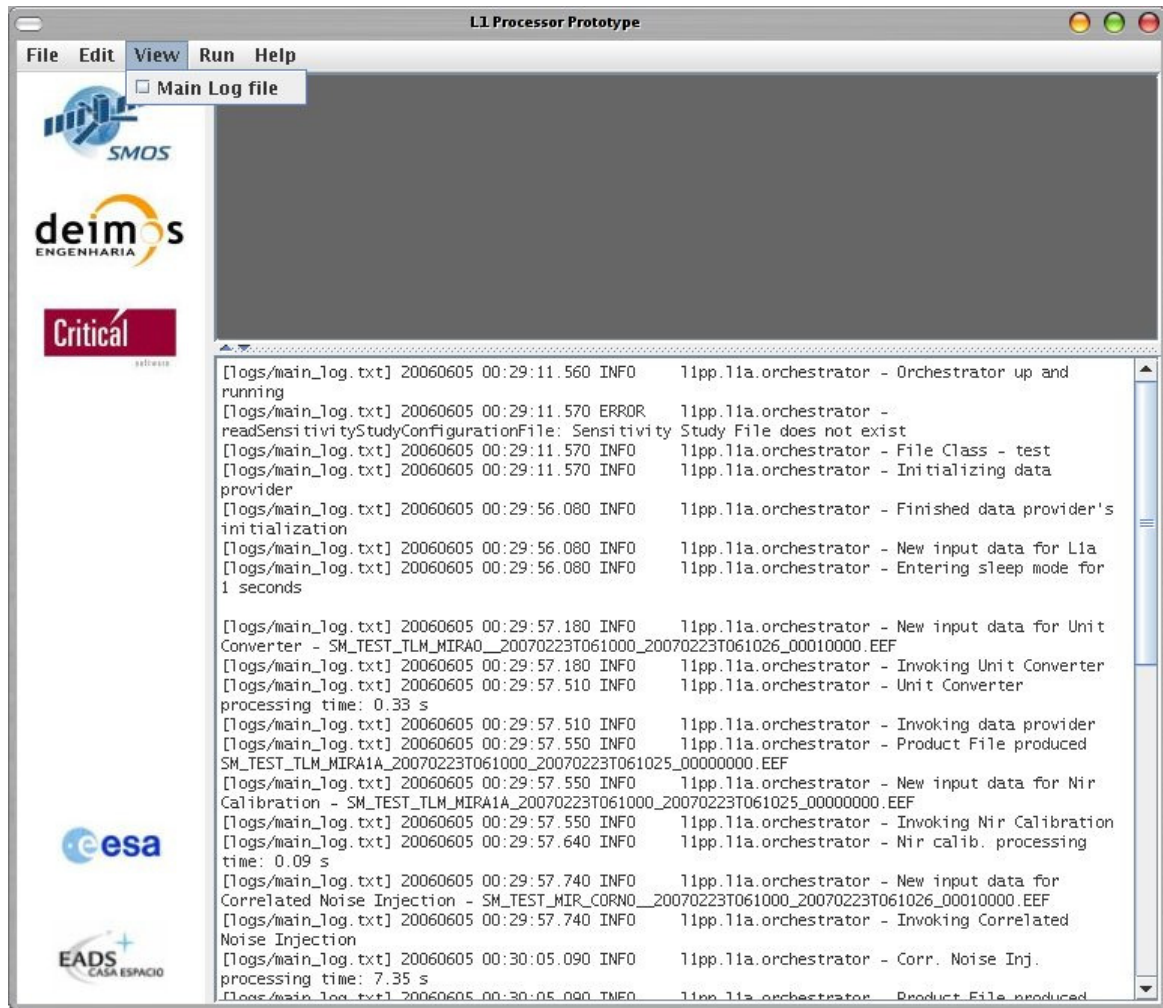 L1 Processor Prototype
File Edit View Run Help
Main Log file
SMOS
deimos
ENGENHARIA
Critical
software
esa
EADS
CASA ESPACIO
[logs/main_log.txt] 20060605 00:29:11.560 INFO l1pp.l1a.orchestrator - Orchestrator up and
running
[logs/main_log.txt] 20060605 00:29:11.570 ERROR l1pp.l1a.orchestrator -
readSensitivityStudyConfigurationFile: Sensitivity Study File does not exist
[logs/main_log.txt] 20060605 00:29:11.570 INFO l1pp.l1a.orchestrator - File Class - test
[logs/main_log.txt] 20060605 00:29:11.570 INFO l1pp.l1a.orchestrator - Initializing data
provider
[logs/main_log.txt] 20060605 00:29:56.080 INFO l1pp.l1a.orchestrator - Finished data provider's
initialization
[logs/main_log.txt] 20060605 00:29:56.080 INFO l1pp.l1a.orchestrator - New input data for L1a
[logs/main_log.txt] 20060605 00:29:56.080 INFO l1pp.l1a.orchestrator - Entering sleep mode for
1 seconds
[logs/main_log.txt] 20060605 00:29:57.180 INFO l1pp.l1a.orchestrator - New input data for Unit
Converter - SM_TEST_TLM_MIRA0__20070223T061000_20070223T061026_00010000.EEF
[logs/main_log.txt] 20060605 00:29:57.180 INFO l1pp.l1a.orchestrator - Invoking Unit Converter
[logs/main_log.txt] 20060605 00:29:57.510 INFO l1pp.l1a.orchestrator - Unit Converter
processing time: 0.33 s
[logs/main_log.txt] 20060605 00:29:57.510 INFO l1pp.l1a.orchestrator - Invoking data provider
[logs/main_log.txt] 20060605 00:29:57.550 INFO l1pp.l1a.orchestrator - Product File produced
SM_TEST_TLM_MIRA1A_20070223T061000_20070223T061025_00000000.EEF
[logs/main_log.txt] 20060605 00:29:57.550 INFO l1pp.l1a.orchestrator - New input data for Nir
Calibration - SM_TEST_TLM_MIRA1A_20070223T061000_20070223T061025_00000000.EEF
[logs/main_log.txt] 20060605 00:29:57.550 INFO l1pp.l1a.orchestrator - Invoking Nir Calibration
[logs/main_log.txt] 20060605 00:29:57.640 INFO l1pp.l1a.orchestrator - Nir calib. processing
time: 0.09 s
[logs/main_log.txt] 20060605 00:29:57.740 INFO l1pp.l1a.orchestrator - New input data for
Correlated Noise Injection - SM_TEST_MIR_CORN0__20070223T061000_20070223T061026_00010000.EEF
[logs/main_log.txt] 20060605 00:29:57.740 INFO l1pp.l1a.orchestrator - Invoking Correlated
Noise Injection
[logs/main_log.txt] 20060605 00:30:05.090 INFO l1pp.l1a.orchestrator - Corr. Noise Inj.
processing time: 7.35 s
[logs/main_log.txt] 20060605 00:30:05.090 INFO l1pp.l1a.orchestrator - Product File produced